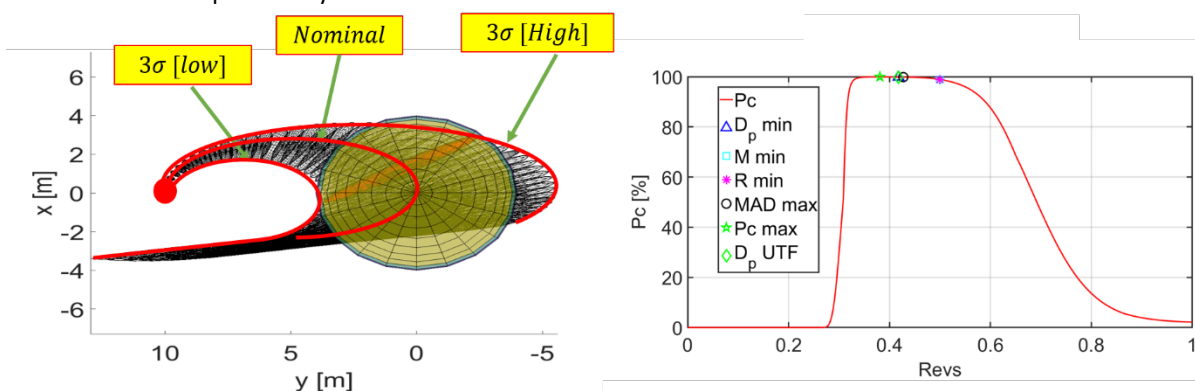 3σ [low]
Nominal
3σ [High]
6
4
2
0
-2
-4
-6
x [m]
10
5
0
-5
y [m]
100
80
60
40
20
0
Pc [%]
Pc
D_p min
M min
R min
MAD max
Pc max
D_p UTF
0
0.2
0.4
0.6
0.8
1
Revs